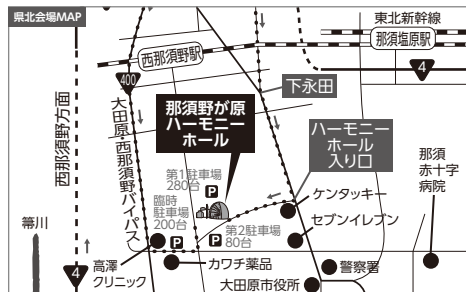 県北会場MAP
東北新幹線
那須塩原駅
西那須野駅
4
400
下永田
西那須野方面
大田原・西那須野バイパス
那須野が原
ハーモニー
ホール
ハーモニー
ホール
入り口
那須
赤十字
病院
第1駐車場
280台
P
臨時
駐車場
200台
P
第2駐車場
80台
ケンタッキー
セブンイレブン
箒川
4
高澤
クリニック
カワチ薬品
警察署
大田原市役所